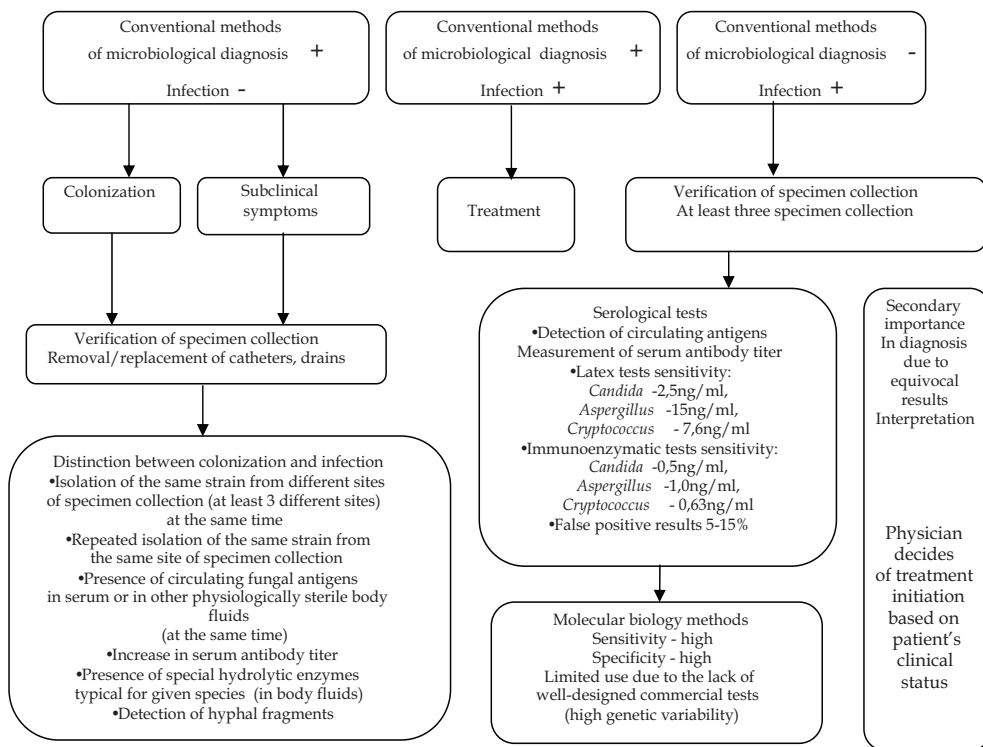 Conventional methods
of microbiological diagnosis +
Infection -
Conventional methods
of microbiological diagnosis +
Infection +
Conventional methods
of microbiological diagnosis -
Infection +
Colonization
Subclinical
symptoms
Treatment
Verification of specimen collection
At least three specimen collection
Verification of specimen collection
Removal/replacement of catheters, drains
Distinction between colonization and infection
•Isolation of the same strain from different sites
of specimen collection (at least 3 different sites)
at the same time
•Repeated isolation of the same strain from
the same site of specimen collection
•Presence of circulating fungal antigens
in serum or in other physiologically sterile body
fluids
(at the same time)
•Increase in serum antibody titer
•Presence of special hydrolytic enzymes
typical for given species (in body fluids)
•Detection of hyphal fragments
Serological tests
•Detection of circulating antigens
Measurement of serum antibody titer
•Latex tests sensitivity:
Candida -2,5ng/ml,
Aspergillus -15ng/ml,
Cryptococcus - 7,6ng/ml
•Immunoenzymatic tests sensitivity:
Candida -0,5ng/ml,
Aspergillus -1,0ng/ml,
Cryptococcus - 0,63ng/ml
•False positive results 5-15%
Molecular biology methods
Sensitivity - high
Specificity - high
Limited use due to the lack of
well-designed commercial tests
(high genetic variability)
Secondary
importance
In diagnosis
due to
equivocal
results
Interpretation
Physician
decides
of treatment
initiation
based on
patient's
clinical
status